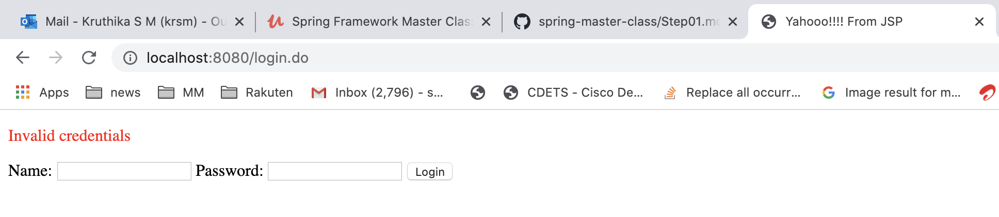 Mail - Kruthika S M (krsm) - Ou Spring Framework Master Clas spring-master-class/Step01.m Yahooo!!!! From JSP
localhost:8080/login.do
Apps news MM Rakuten Inbox (2,796) - s... CDETS - Cisco De... Replace all occurr... Image result for m...
Invalid credentials
Name: Password: Login